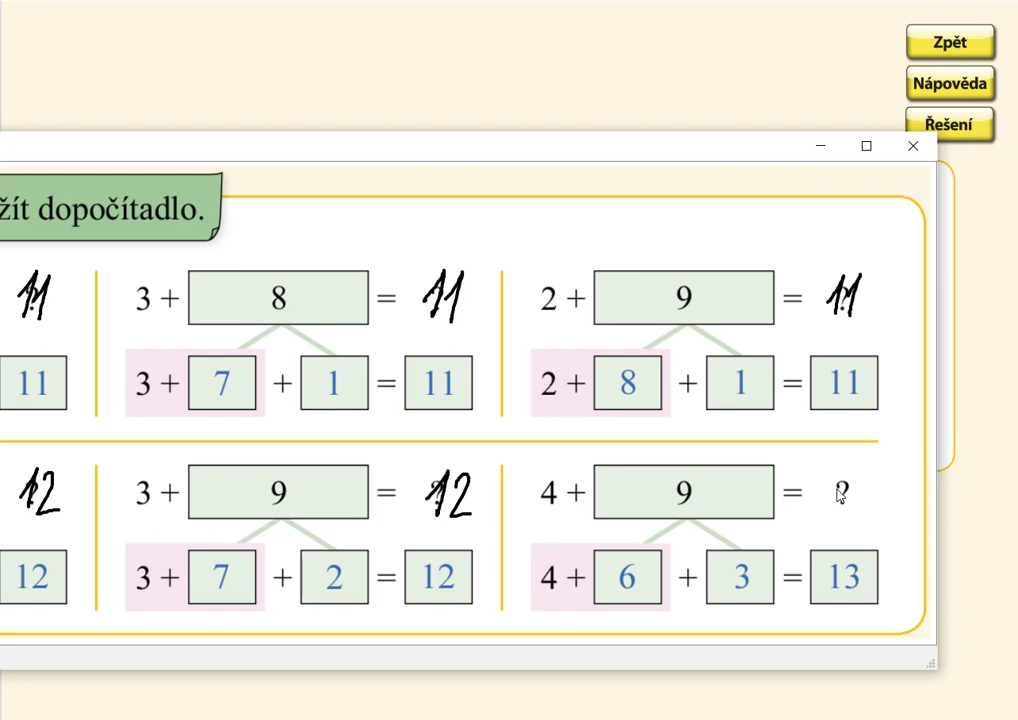 Zpět
Nápověda
Řešení
žít dopočítadlo.
11 3 + 8 = 11 2 + 9 = 11
11 3 + 7 + 1 = 11 2 + 8 + 1 = 11
12 3 + 9 = 12 4 + 9 = ?
12 3 + 7 + 2 = 12 4 + 6 + 3 = 13